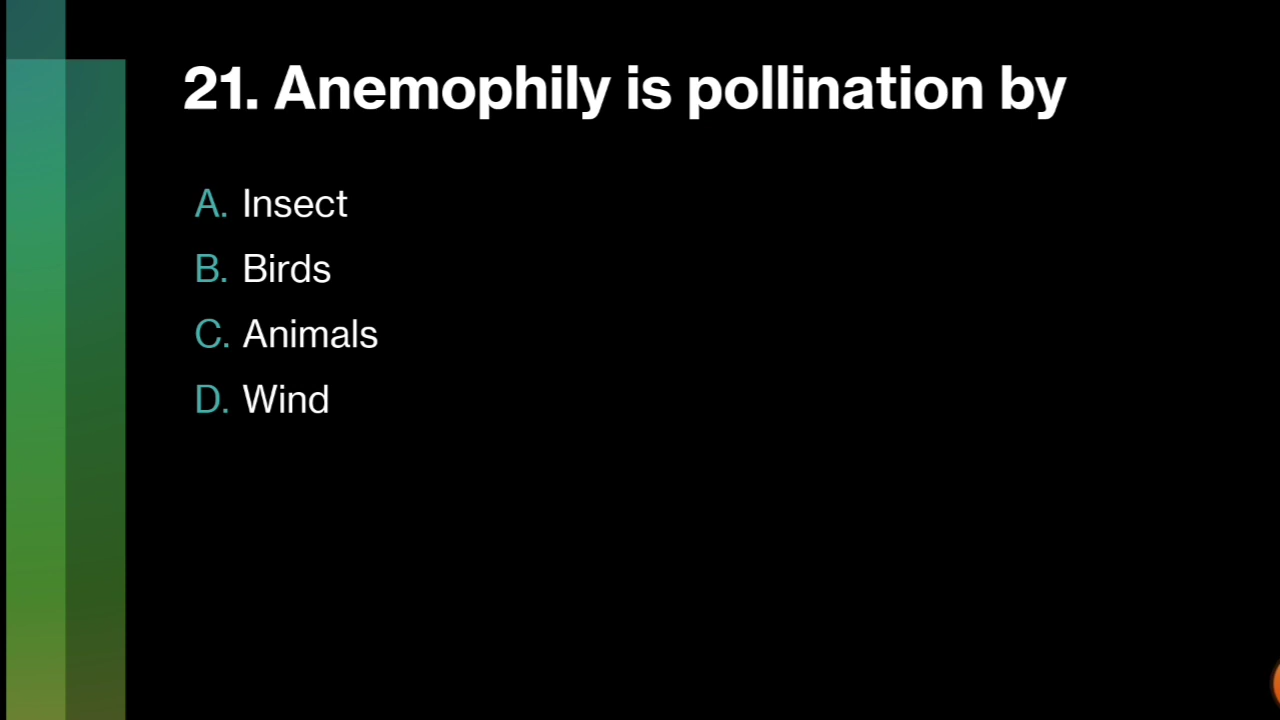 21. Anemophily is pollination by
A. Insect
B. Birds
C. Animals
D. Wind